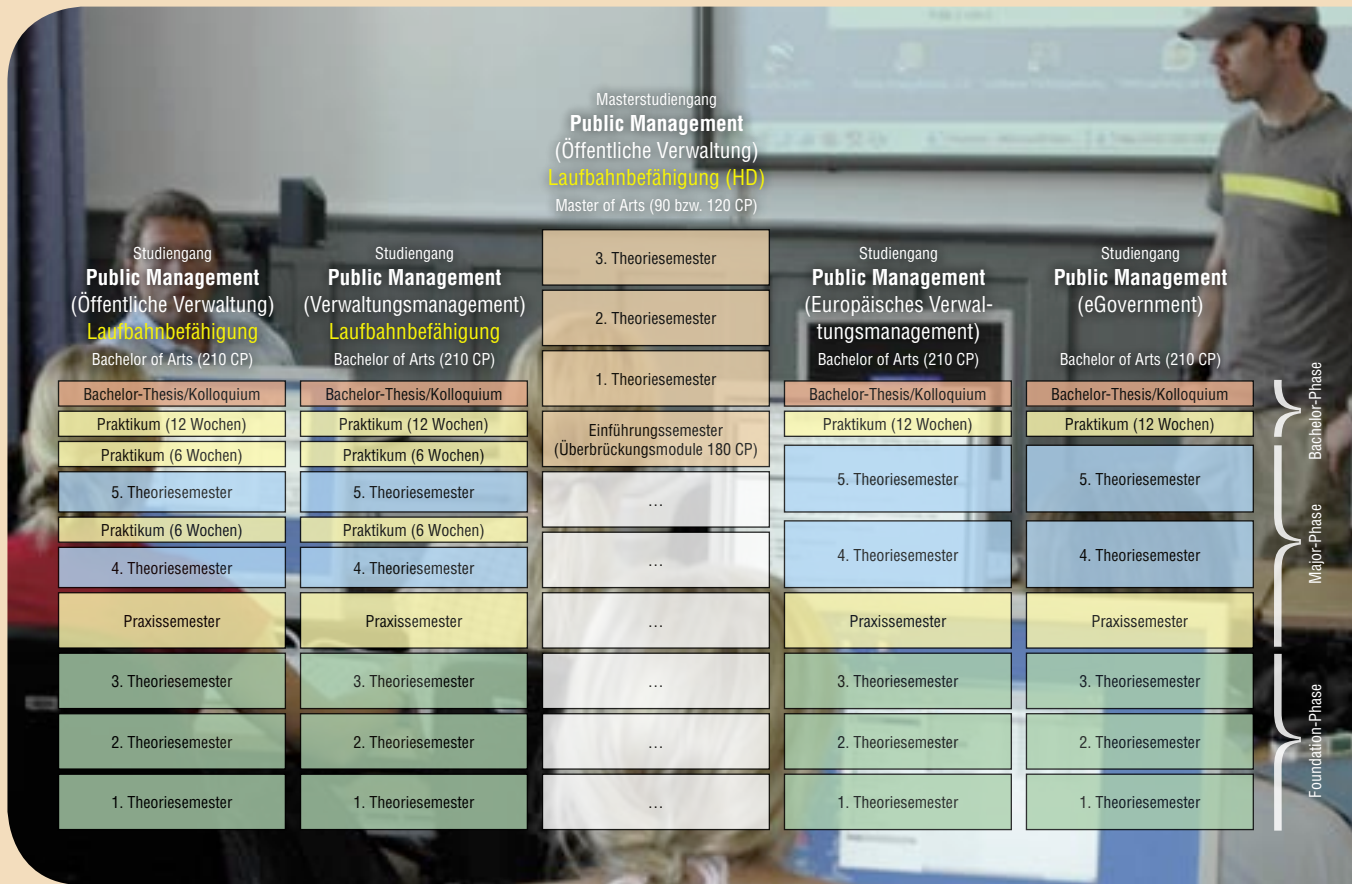 Masterstudiengang
Public Management
(Öffentliche Verwaltung)
Laufbahnbefähigung (HD)
Master of Arts (90 bzw. 120 CP)
3. Theoriesemester
2. Theoriesemester
1. Theoriesemester
Einführungssemester
(Überbrückungsmodule 180 CP)
…
…
…
…
…
…
Studiengang
Public Management
(Öffentliche Verwaltung)
Laufbahnbefähigung
Bachelor of Arts (210 CP)
Bachelor-Thesis/Kolloquium
Praktikum (12 Wochen)
Praktikum (6 Wochen)
5. Theoriesemester
Praktikum (6 Wochen)
4. Theoriesemester
Praxissemester
3. Theoriesemester
2. Theoriesemester
1. Theoriesemester
Studiengang
Public Management
(Verwaltungsmanagement)
Laufbahnbefähigung
Bachelor of Arts (210 CP)
Bachelor-Thesis/Kolloquium
Praktikum (12 Wochen)
Praktikum (6 Wochen)
5. Theoriesemester
Praktikum (6 Wochen)
4. Theoriesemester
Praxissemester
3. Theoriesemester
2. Theoriesemester
1. Theoriesemester
Studiengang
Public Management
(Europäisches Verwal-
tungsmanagement)
Bachelor of Arts (210 CP)
Bachelor-Thesis/Kolloquium
Praktikum (12 Wochen)
5. Theoriesemester
4. Theoriesemester
Praxissemester
3. Theoriesemester
2. Theoriesemester
1. Theoriesemester
Studiengang
Public Management
(eGovernment)
Bachelor of Arts (210 CP)
Bachelor-Thesis/Kolloquium
Praktikum (12 Wochen)
5. Theoriesemester
4. Theoriesemester
Praxissemester
3. Theoriesemester
2. Theoriesemester
1. Theoriesemester
Bachelor-Phase
Major-Phase
Foundation-Phase